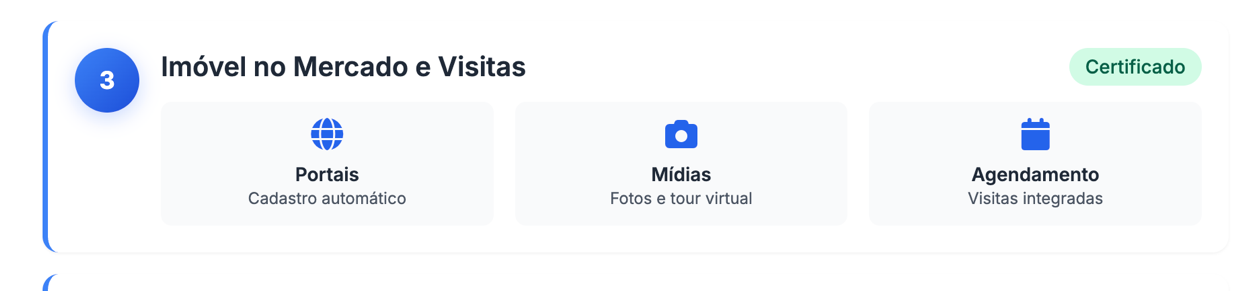 3
Imóvel no Mercado e Visitas
Certificado
Portais
Cadastro automático
Mídias
Fotos e tour virtual
Agendamento
Visitas integradas